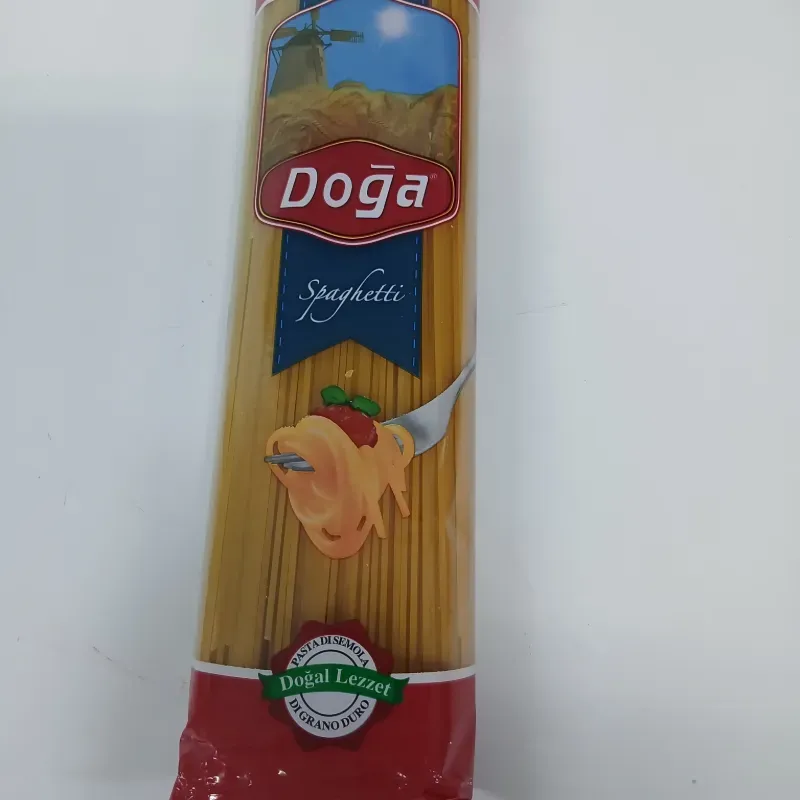 Doğa
Spaghetti
PASTA DI SEMOLA
Doğal Lezzet
DI GRANO DURO